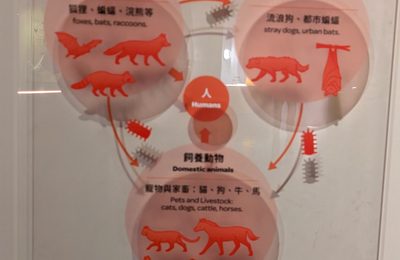 狐狸、蝙蝠、浣熊等
foxes, bats, raccoons.
流浪狗、都市蝙蝠
stray dogs, urban bats.
人
Humans
飼養動物
Domestic animals
寵物與家畜：貓、狗、牛、馬
Pets and Livestock:
cats, dogs, cattle, horses.